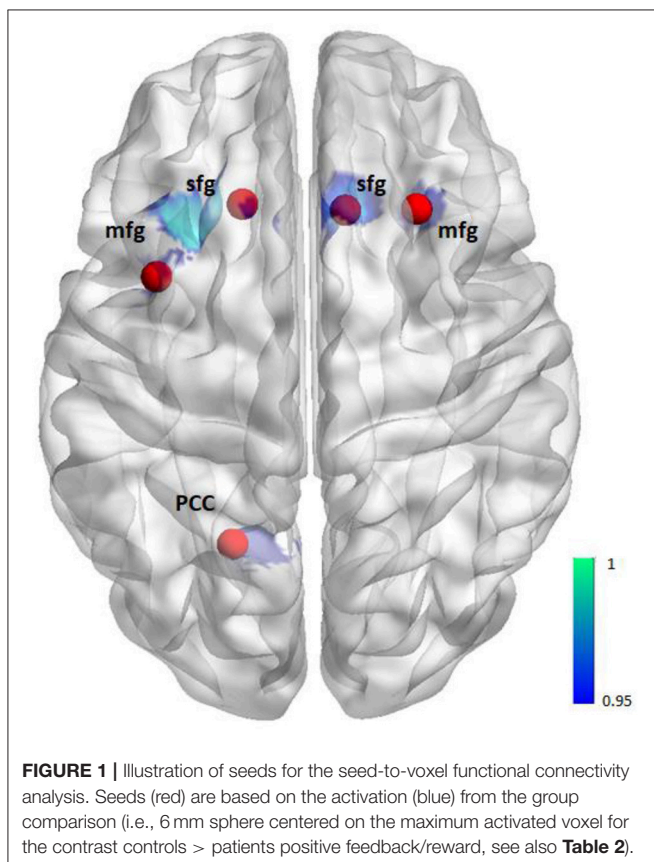 sfg
sfg
mfg
mfg
PCC
1
0.95
FIGURE 1 | Illustration of seeds for the seed-to-voxel functional connectivity
analysis. Seeds (red) are based on the activation (blue) from the group
comparison (i.e., 6 mm sphere centered on the maximum activated voxel for
the contrast controls > patients positive feedback/reward, see also Table 2).